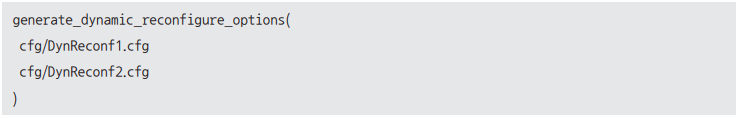 generate_dynamic_reconfigure_options(
cfg/DynReconf1.cfg
cfg/DynReconf2.cfg
)